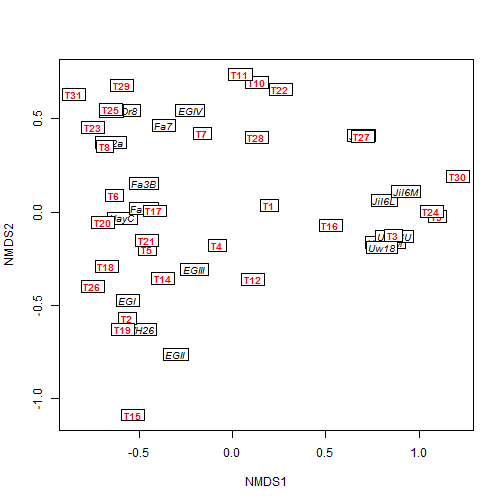 T11
T29
T10
T22
T31
T25
Dr8
EGIV
0.5
T23
Fa7
T7
T28
T27
T8
2a
Fa3B
T30
T6
JiI6M
JiI6L
T1
T17
T24
0.0
T20
ayC
T16
T3
T21
T5
T4
Uw18
NMDS2
T18
EGIII
T14
T12
T26
EGI
-0.5
T2
T19
H26
EGII
-1.0
T15
-0.5
0.0
0.5
1.0
NMDS1